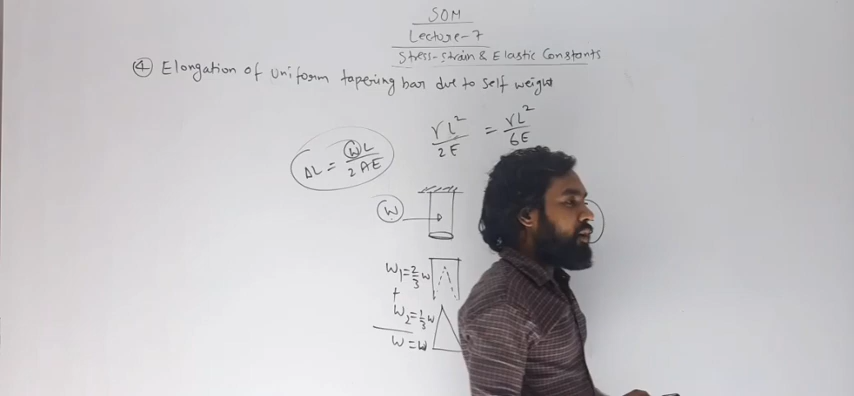 SOM
Lecture-7
Stress-strain & Elastic Constants
④ Elongation of Uniform tapering bar due to Self weight
γL²/2E = γL²/6E
ΔL = WL/2AE
W
W₁=2/3 W
+
W₂=1/3 W
W=W